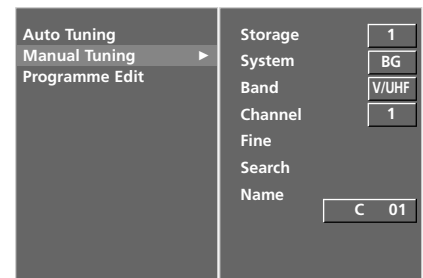 Auto Tuning
Manual Tuning ►
Programme Edit
Storage 1
System BG
Band V/UHF
Channel 1
Fine
Search
Name
C 01